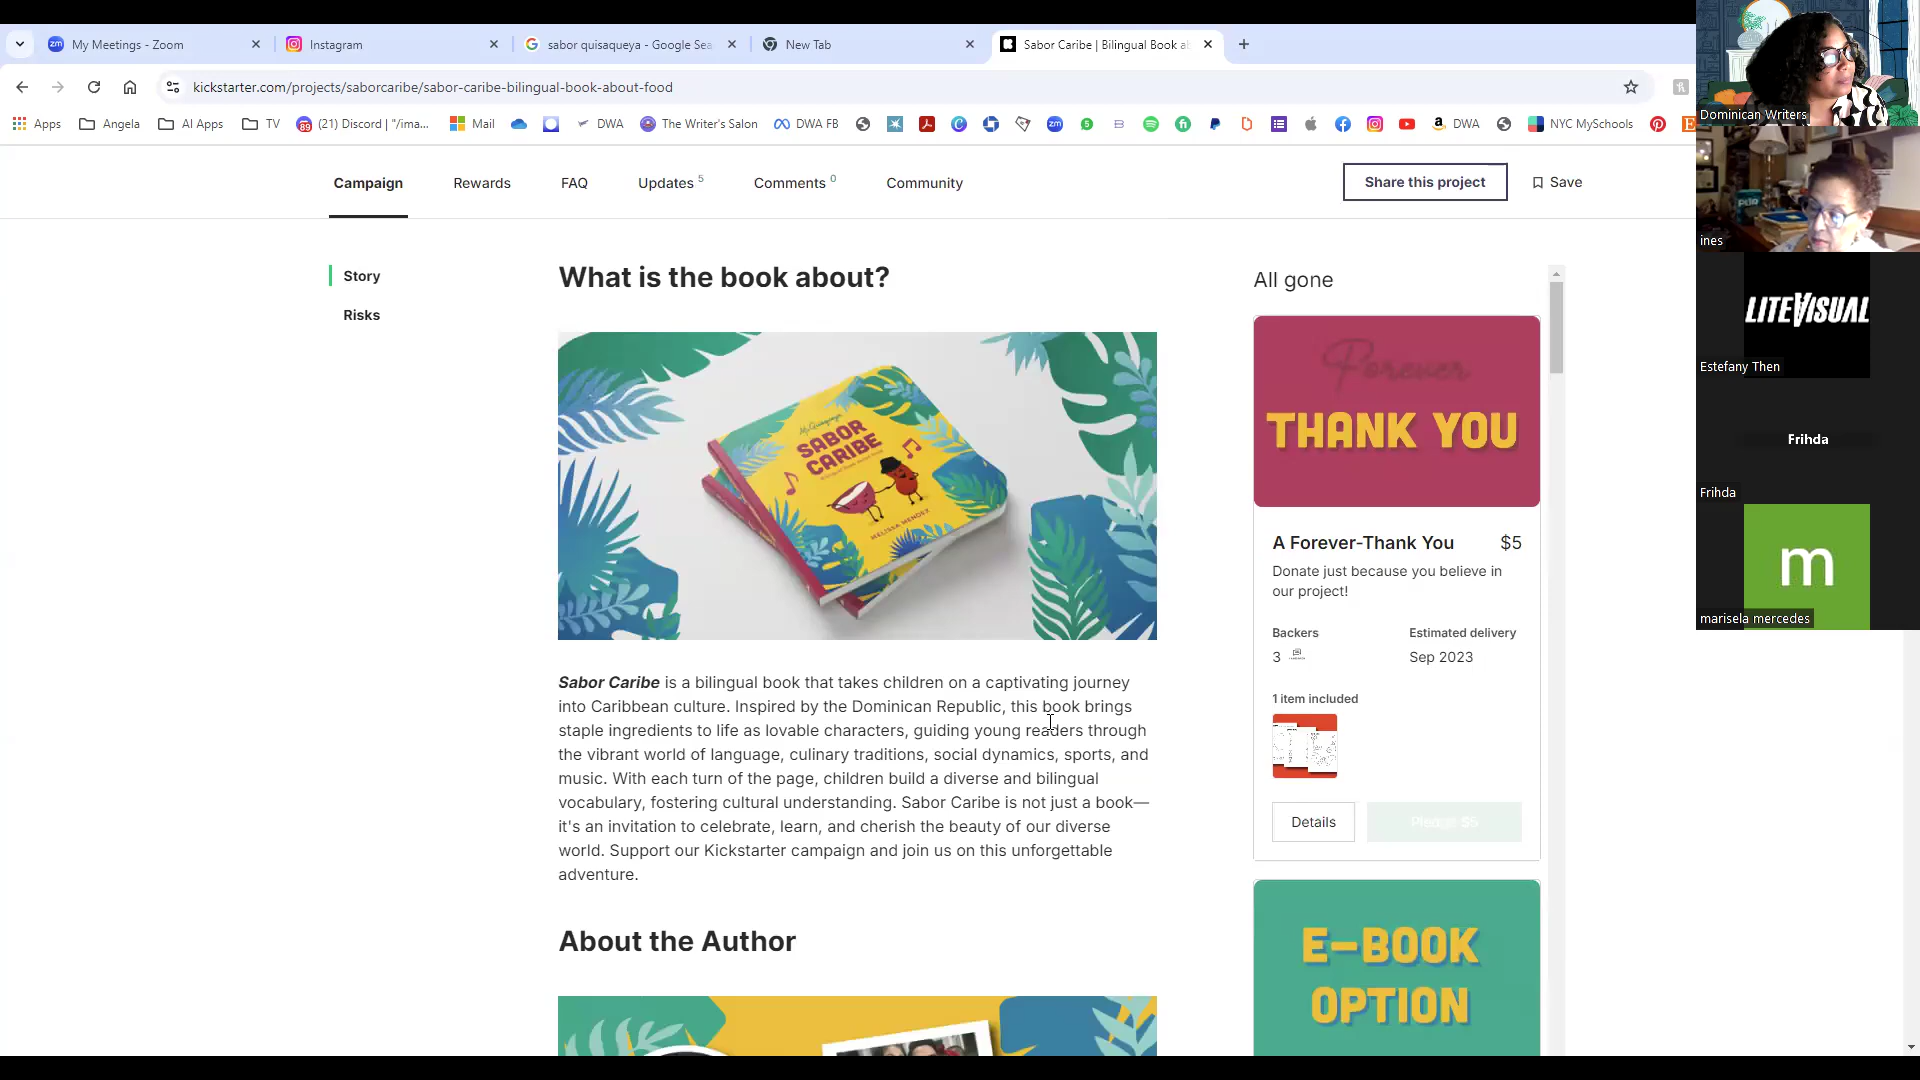 My Meetings - Zoom
Instagram
sabor quisaqueya - Google Sea
New Tab
Sabor Caribe | Bilingual Book ab
kickstarter.com/projects/saborcaribe/sabor-caribe-bilingual-book-about-food
Apps
Angela
AI Apps
TV
(21) Discord | "/ima...
Mail
DWA
The Writer's Salon
DWA FB
DWA
NYC MySchools
Campaign
Rewards
FAQ
Updates 5
Comments 0
Community
Share this project
Save
Story
Risks
What is the book about?
SABOR
CARIBE
MELISSA MENDEZ
Sabor Caribe is a bilingual book that takes children on a captivating journey
into Caribbean culture. Inspired by the Dominican Republic, this book brings
staple ingredients to life as lovable characters, guiding young readers through
the vibrant world of language, culinary traditions, social dynamics, sports, and
music. With each turn of the page, children build a diverse and bilingual
vocabulary, fostering cultural understanding. Sabor Caribe is not just a book—
it's an invitation to celebrate, learn, and cherish the beauty of our diverse
world. Support our Kickstarter campaign and join us on this unforgettable
adventure.
About the Author
All gone
Forever
THANK YOU
A Forever-Thank You
$5
Donate just because you believe in
our project!
Backers
Estimated delivery
3
Sep 2023
1 item included
Details
Pledge $5
E-BOOK
OPTION
Dominican Writers
ines
LITEVISUAL
Estefany Then
Frihda
Frihda
m
marisela mercedes